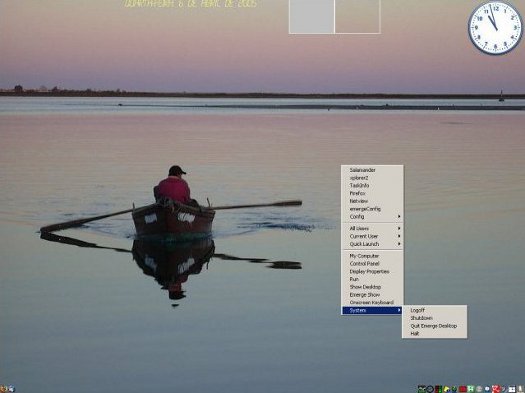 QUARTA-FEIRA 6 DE ABRIL DE 2005
Salamander
xplorer2
TaskInfo
Firefox
Netview
emergeConfig
Config
All Users
Current User
Quick Launch
My Computer
Control Panel
Display Properties
Run
Show Desktop
Emerge Show
Onscreen Keyboard
System
Logoff
Shutdown
Quit Emerge Desktop
Halt